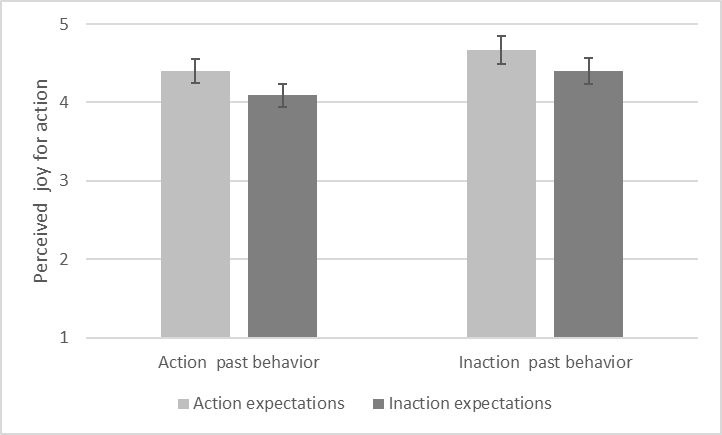 5
4
3
2
1
Perceived joy for action
Action past behavior
Inaction past behavior
Action expectations
Inaction expectations